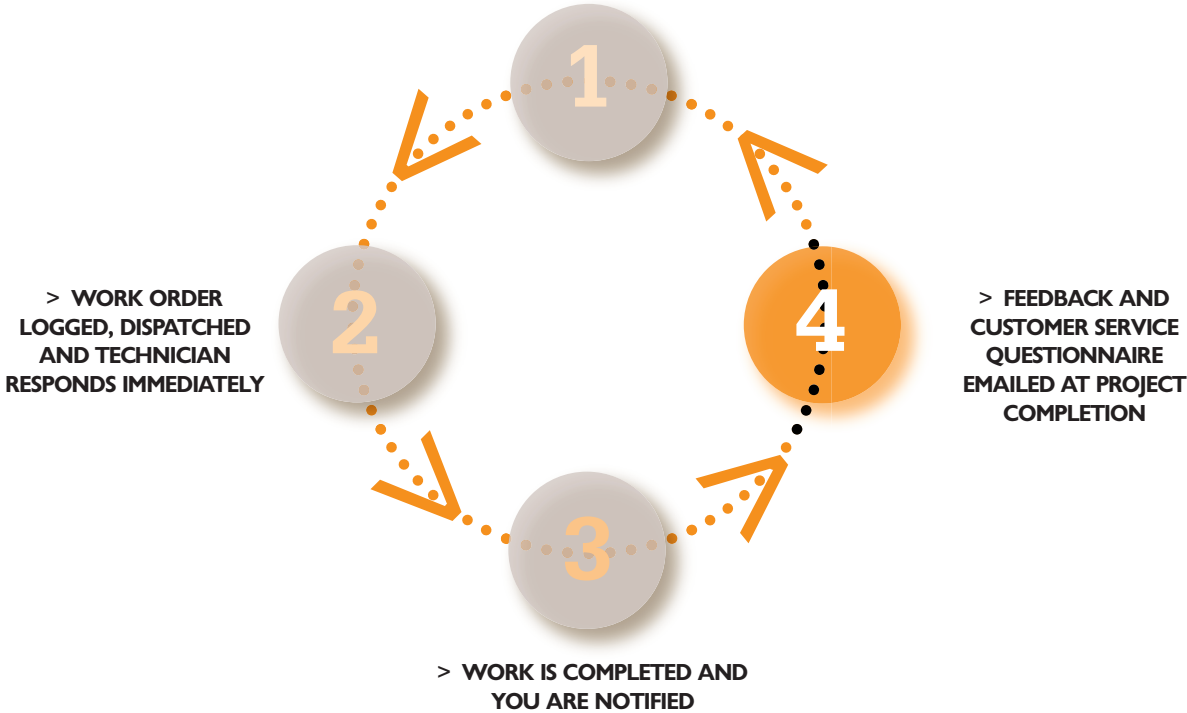 1
2
> WORK ORDER
LOGGED, DISPATCHED
AND TECHNICIAN
RESPONDS IMMEDIATELY
3
> WORK IS COMPLETED AND
YOU ARE NOTIFIED
4
> FEEDBACK AND
CUSTOMER SERVICE
QUESTIONNAIRE
EMAILED AT PROJECT
COMPLETION